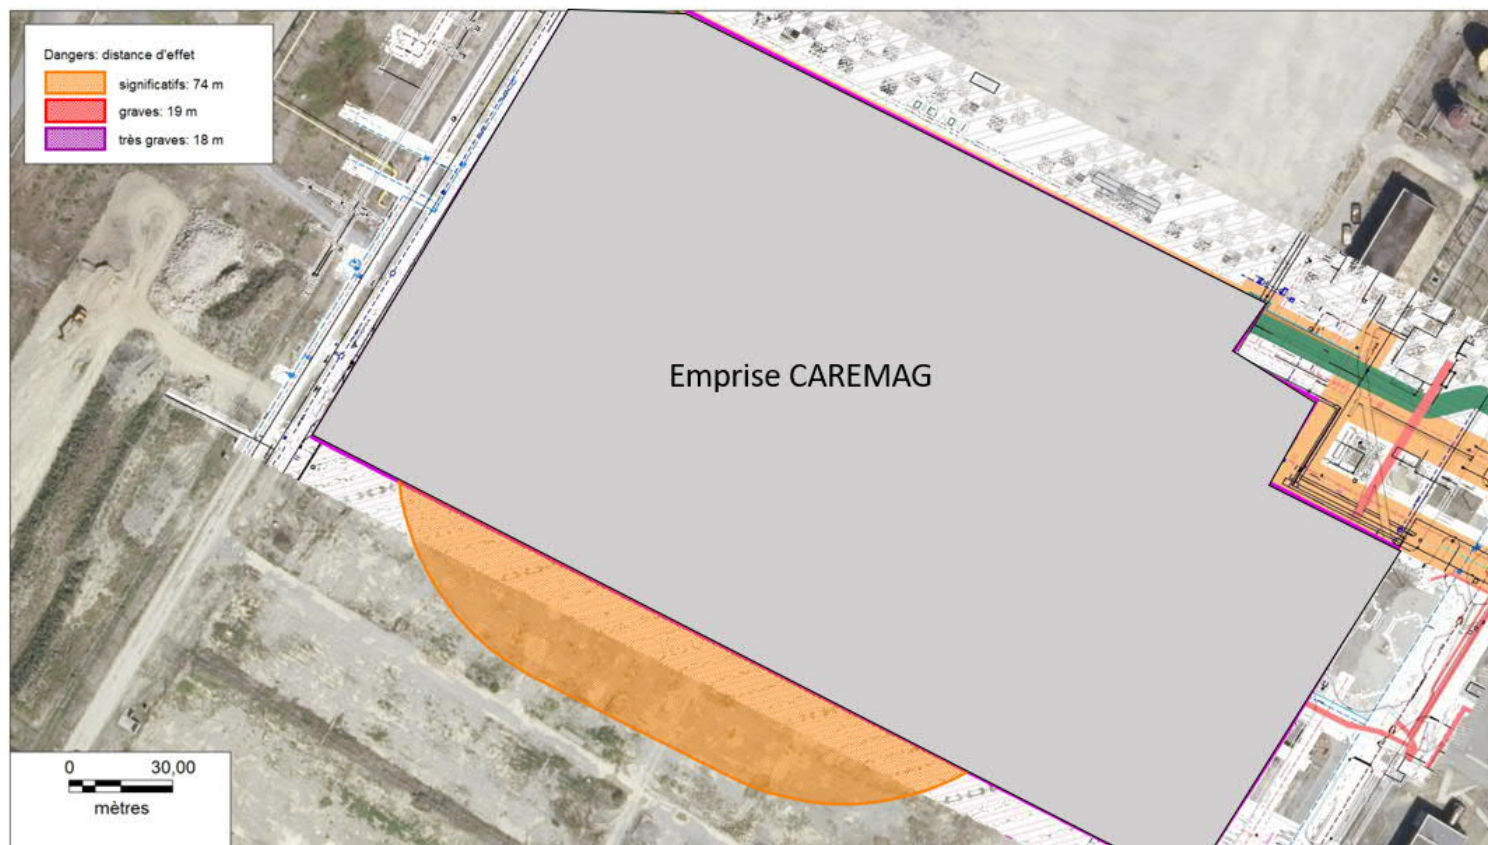 Dangers: distance d'effet
significatifs: 74 m
graves: 19 m
très graves: 18 m
Emprise CAREMAG
0 30,00
mètres